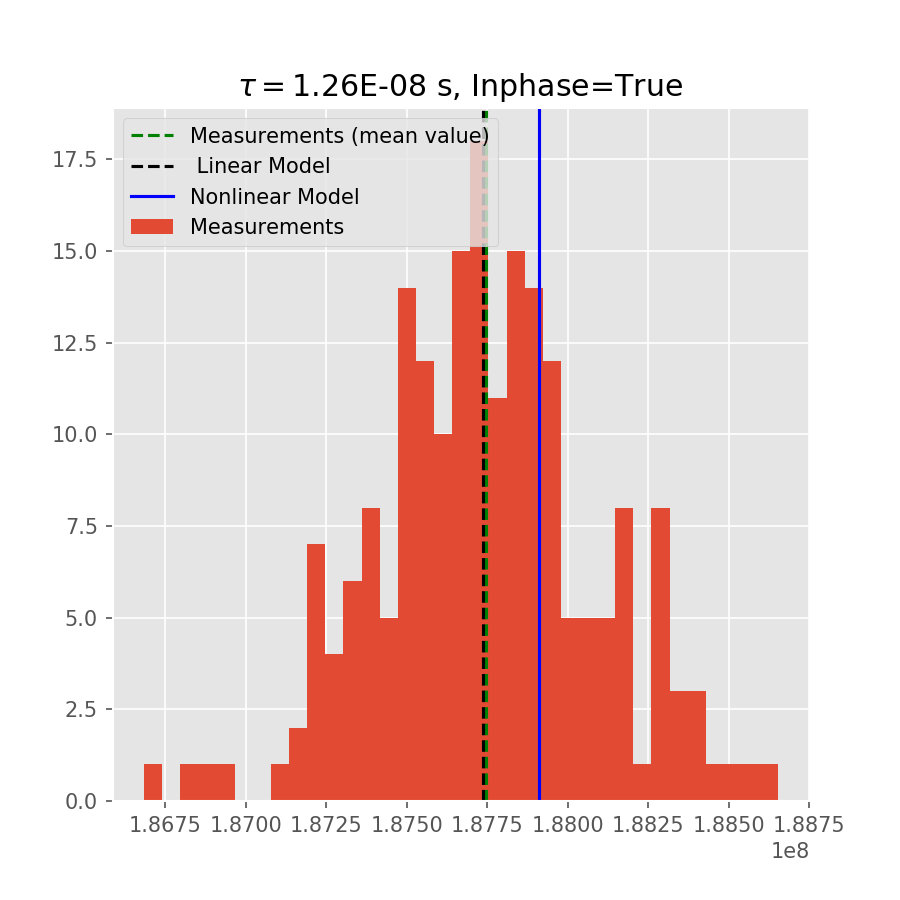 τ = 1.26E-08 s, Inphase=True
Measurements (mean value)
Linear Model
Nonlinear Model
Measurements
17.5
15.0
12.5
10.0
7.5
5.0
2.5
0.0
1.8675 1.8700 1.8725 1.8750 1.8775 1.8800 1.8825 1.8850 1.8875
1e8